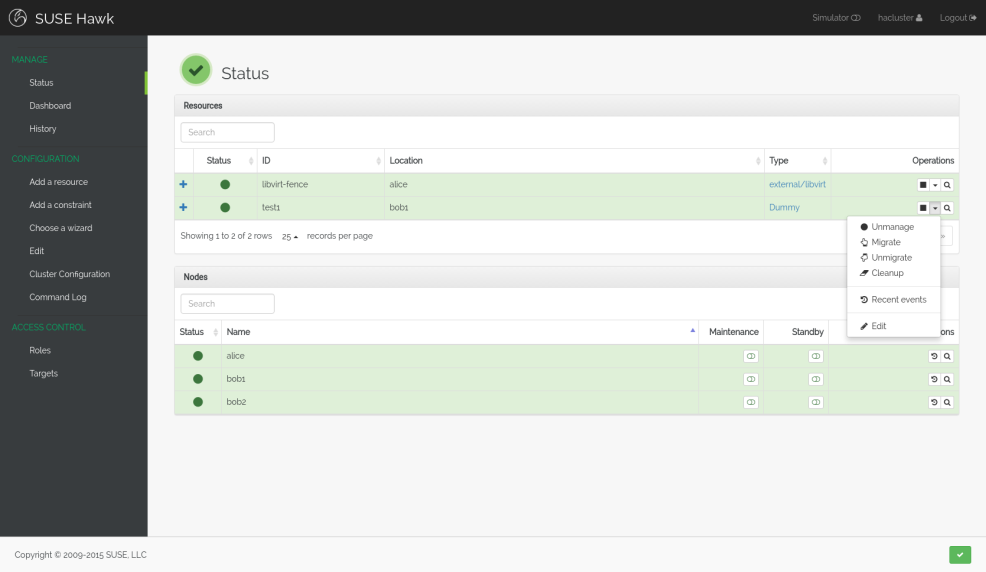 SUSE Hawk
Simulator
hacluster
Logout
MANAGE
Status
Dashboard
History
CONFIGURATION
Add a resource
Add a constraint
Choose a wizard
Edit
Cluster Configuration
Command Log
ACCESS CONTROL
Roles
Targets
Status
Resources
Search
Status ID Location Type Operations
libvirt-fence alice external/libvirt
test1 bob1 Dummy
Showing 1 to 2 of 2 rows 25 records per page
Unmanage
Migrate
Unmigrate
Cleanup
Recent events
Edit
Nodes
Search
Status Name Maintenance Standby ons
alice
bob1
bob2
Copyright © 2009-2015 SUSE, LLC